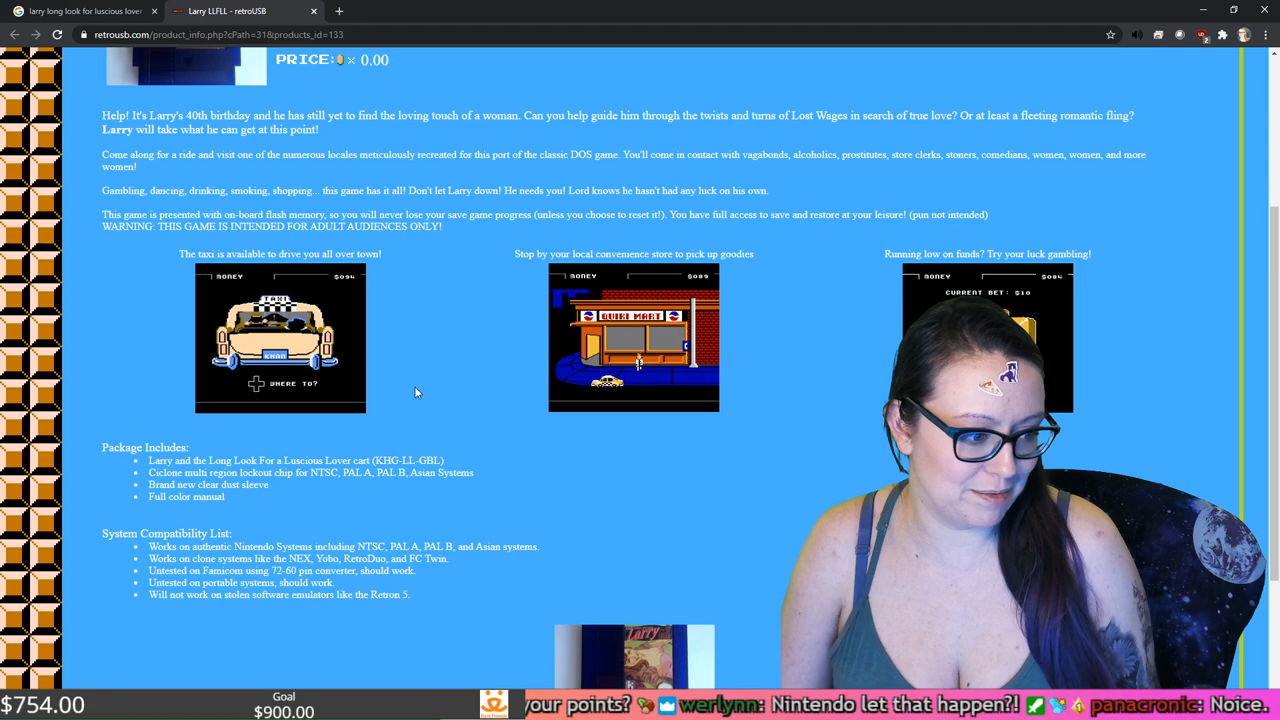 larry long look for luscious lover
Larry LLFLL - retroUSB
retrousb.com/product_info.php?cPath=31&products_id=133
PRICE: × 0.00
Help! It's Larry's 40th birthday and he has still yet to find the loving touch of a woman. Can you help guide him through the twists and turns of Lost Wages in search of true love? Or at least a fleeting romantic fling?
Larry will take what he can get at this point!
Come along for a ride and visit one of the numerous locales meticulously recreated for this port of the classic DOS game. You'll come in contact with vagabonds, alcoholics, prostitutes, store clerks, stoners, comedians, women, women, and more
women!
Gambling, dancing, drinking, smoking, shopping... this game has it all! Don't let Larry down! He needs you! Lord knows he hasn't had any luck on his own.
This game is presented with on-board flash memory, so you will never lose your save game progress (unless you choose to reset it!). You have full access to save and restore at your leisure! (pun not intended)
WARNING: THIS GAME IS INTENDED FOR ADULT AUDIENCES ONLY!
The taxi is available to drive you all over town! Stop by your local convenience store to pick up goodies Running low on funds? Try your luck gambling!
MONEY $094 MONEY $089 MONEY $084
CURRENT BET: $10
TAXI
QUIKI MART
KHAN
WHERE TO?
Package Includes:
Larry and the Long Look For a Luscious Lover cart (KHG-LL-GBL)
Ciclone multi region lockout chip for NTSC, PAL A, PAL B, Asian Systems
Brand new clear dust sleeve
Full color manual
System Compatibility List:
Works on authentic Nintendo Systems including NTSC, PAL A, PAL B, and Asian systems.
Works on clone systems like the NEX, Yobo, RetroDuo, and FC Twin.
Untested on Famicom using 72-60 pin converter, should work.
Untested on portable systems, should work.
Will not work on stolen software emulators like the Retron 5.
Larry
$754.00
Goal
$900.00
your points? werlynn: Nintendo let that happen?! panacronic: Noice.